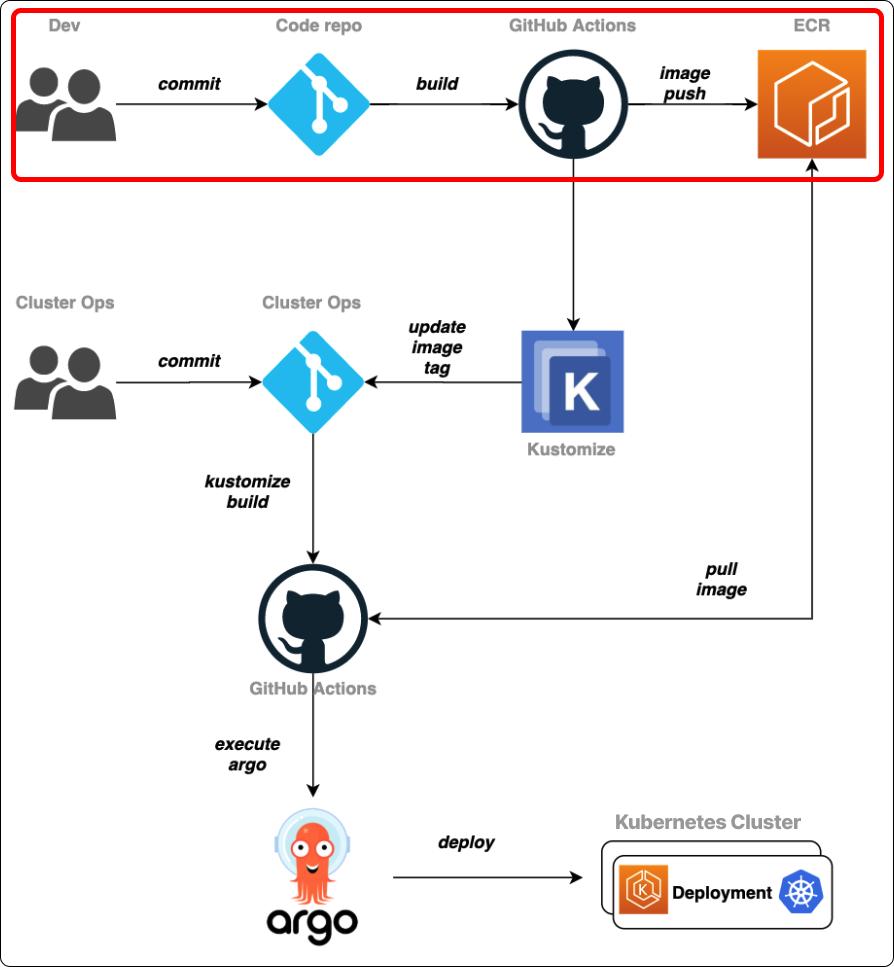 Dev
Code repo
GitHub Actions
ECR
commit
build
image
push
Cluster Ops
Cluster Ops
commit
update
image
tag
K
Kustomize
kustomize
build
pull
image
GitHub Actions
execute
argo
argo
deploy
Kubernetes Cluster
K
Deployment